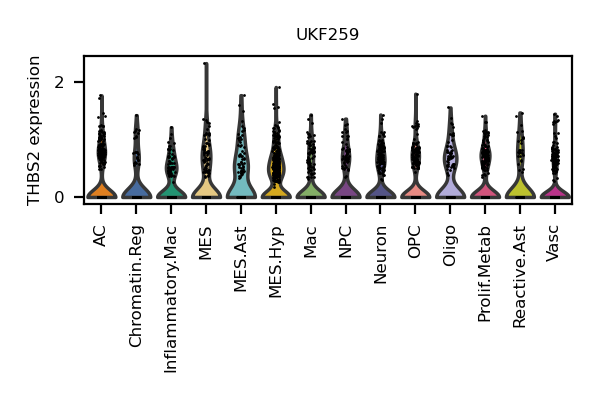 UKF259
THBS2 expression
2
0
AC
Chromatin.Reg
Inflammatory.Mac
MES
MES.Ast
MES.Hyp
Mac
NPC
Neuron
OPC
Oligo
Prolif.Metab
Reactive.Ast
Vasc